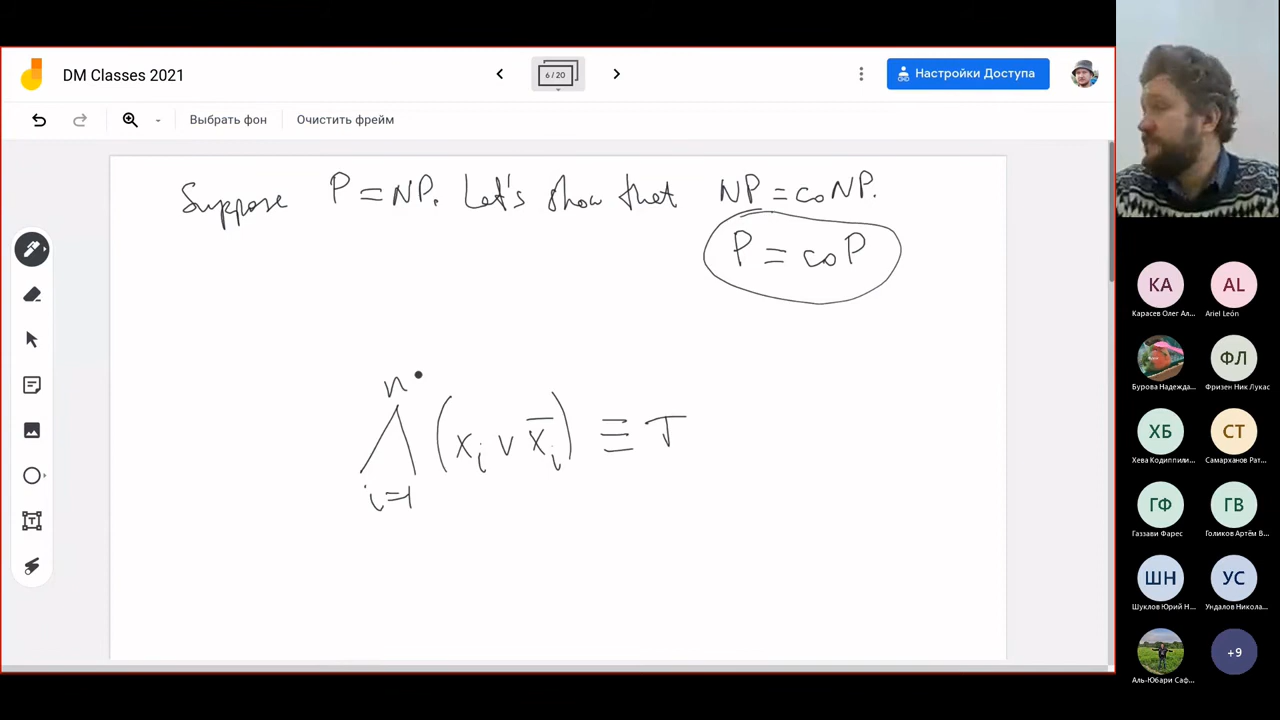 DM Classes 2021
6 / 20
Настройки Доступа
Выбрать фон
Очистить фрейм
Suppose P = NP. Let's show that NP = coNP.
P = coP
n
⋀ (xᵢ ∨ x̄ᵢ) ≡ T
i=1
КА
AL
Карасев Олег Ал...
Ariel León
ФЛ
Бурова Надежда...
Фризен Ник Лукас
ХБ
СТ
Хева Кодиппили...
Самарханов Рат...
ГФ
ГВ
Газзави Фарес
Голиков Артём В...
ШН
УС
Шуклов Юрий Н...
Ундалов Никола...
+9
Аль-Юбари Саф...